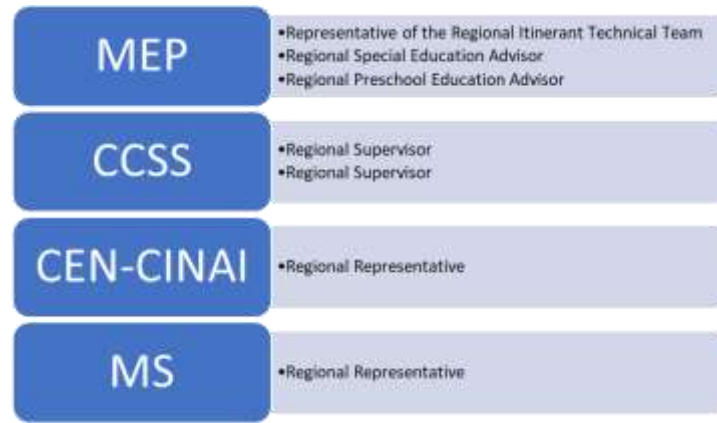 MEP
•Representative of the Regional Itinerant Technical Team
•Regional Special Education Advisor
•Regional Preschool Education Advisor
CCSS
•Regional Supervisor
•Regional Supervisor
CEN-CINAI
•Regional Representative
MS
•Regional Representative